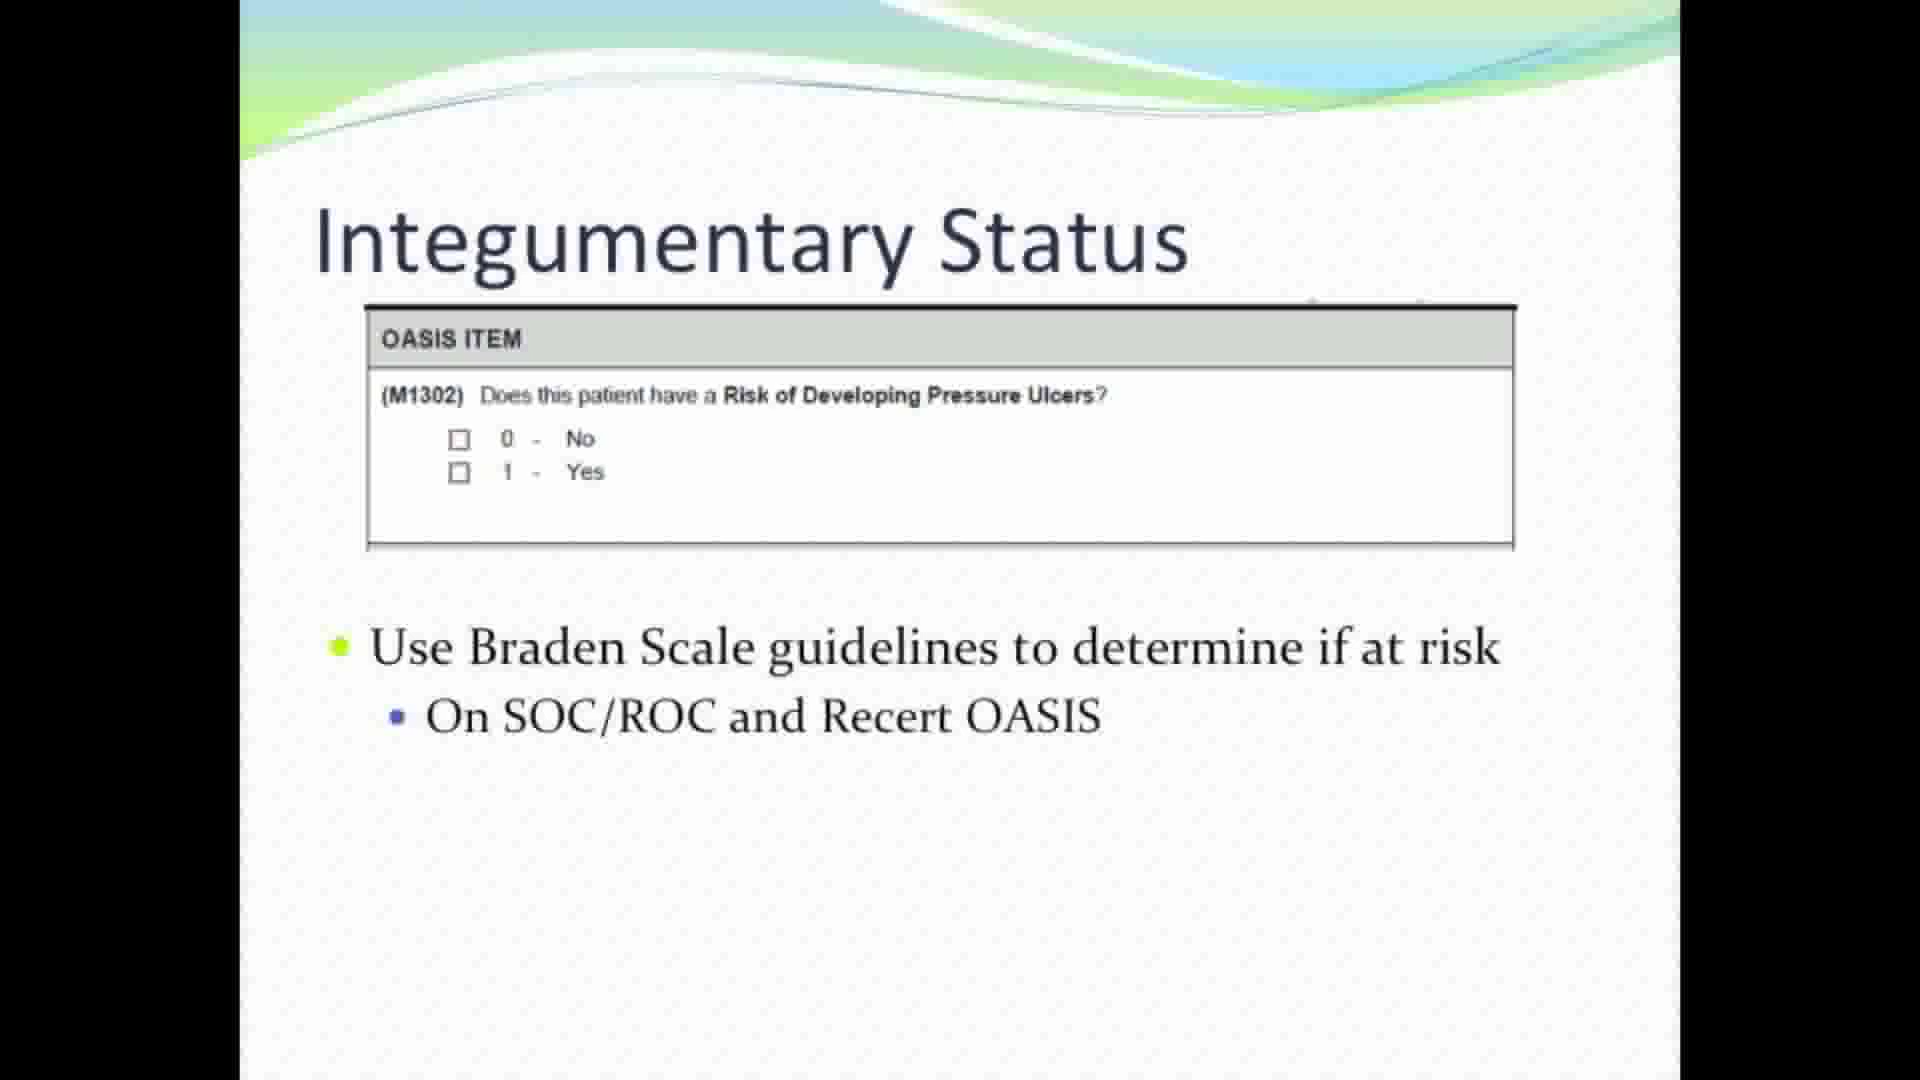 Integumentary Status
OASIS ITEM
(M1302) Does this patient have a Risk of Developing Pressure Ulcers?
0 - No
1 - Yes
Use Braden Scale guidelines to determine if at risk
On SOC/ROC and Recert OASIS